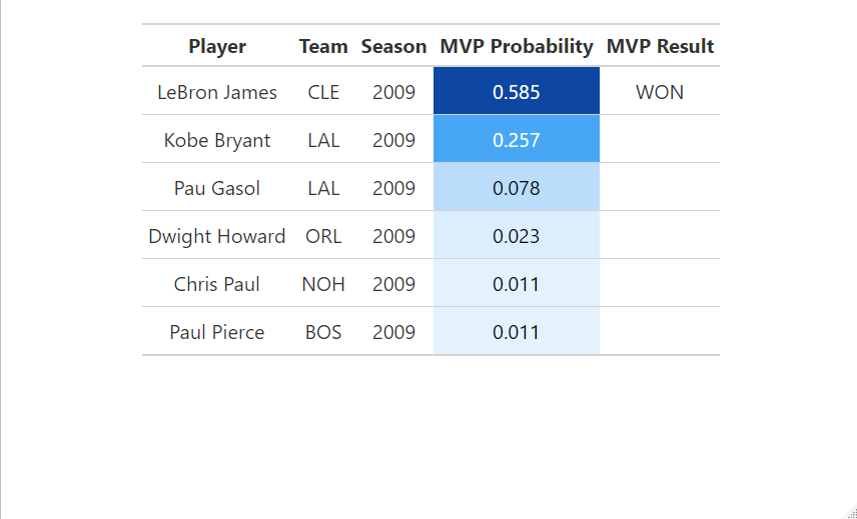 Player Team Season MVP Probability MVP Result
LeBron James CLE 2009 0.585 WON
Kobe Bryant LAL 2009 0.257
Pau Gasol LAL 2009 0.078
Dwight Howard ORL 2009 0.023
Chris Paul NOH 2009 0.011
Paul Pierce BOS 2009 0.011